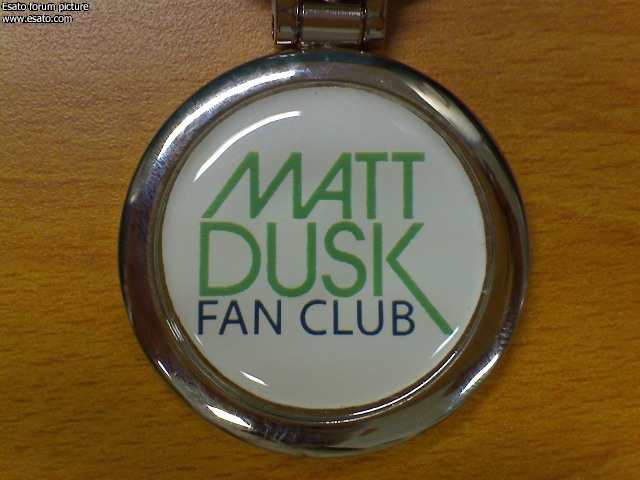 Esato forum picture
www.esato.com
MATT
DUSK
FAN CLUB